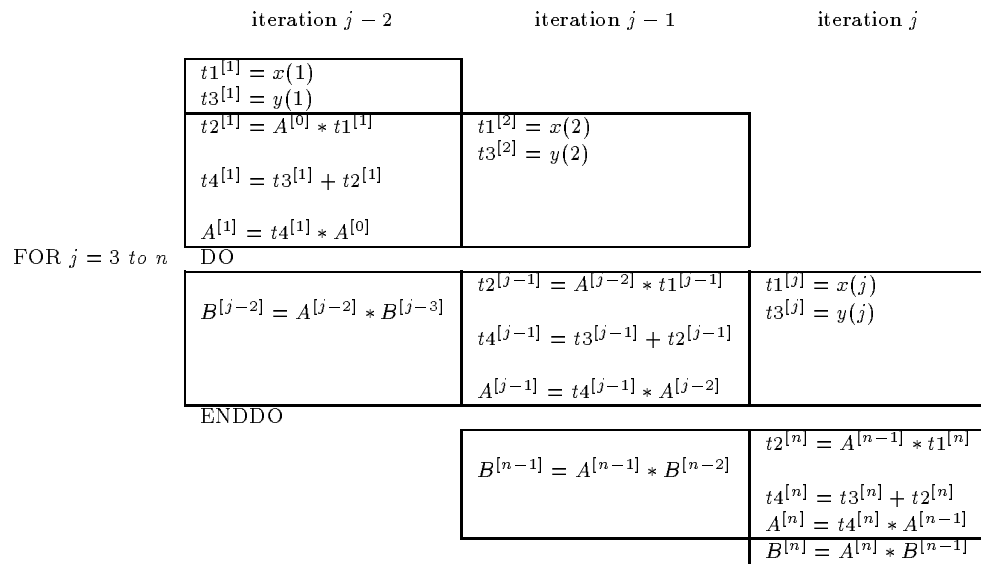 iteration j − 2 iteration j − 1 iteration j
t1^[1] = x(1)
t3^[1] = y(1)
t2^[1] = A^[0] * t1^[1] t1^[2] = x(2)
t3^[2] = y(2)
t4^[1] = t3^[1] + t2^[1]
A^[1] = t4^[1] * A^[0]
FOR j = 3 to n DO
t2^[j−1] = A^[j−2] * t1^[j−1] t1^[j] = x(j)
B^[j−2] = A^[j−2] * B^[j−3] t3^[j] = y(j)
t4^[j−1] = t3^[j−1] + t2^[j−1]
A^[j−1] = t4^[j−1] * A^[j−2]
ENDDO
t2^[n] = A^[n−1] * t1^[n]
B^[n−1] = A^[n−1] * B^[n−2]
t4^[n] = t3^[n] + t2^[n]
A^[n] = t4^[n] * A^[n−1]
B^[n] = A^[n] * B^[n−1]